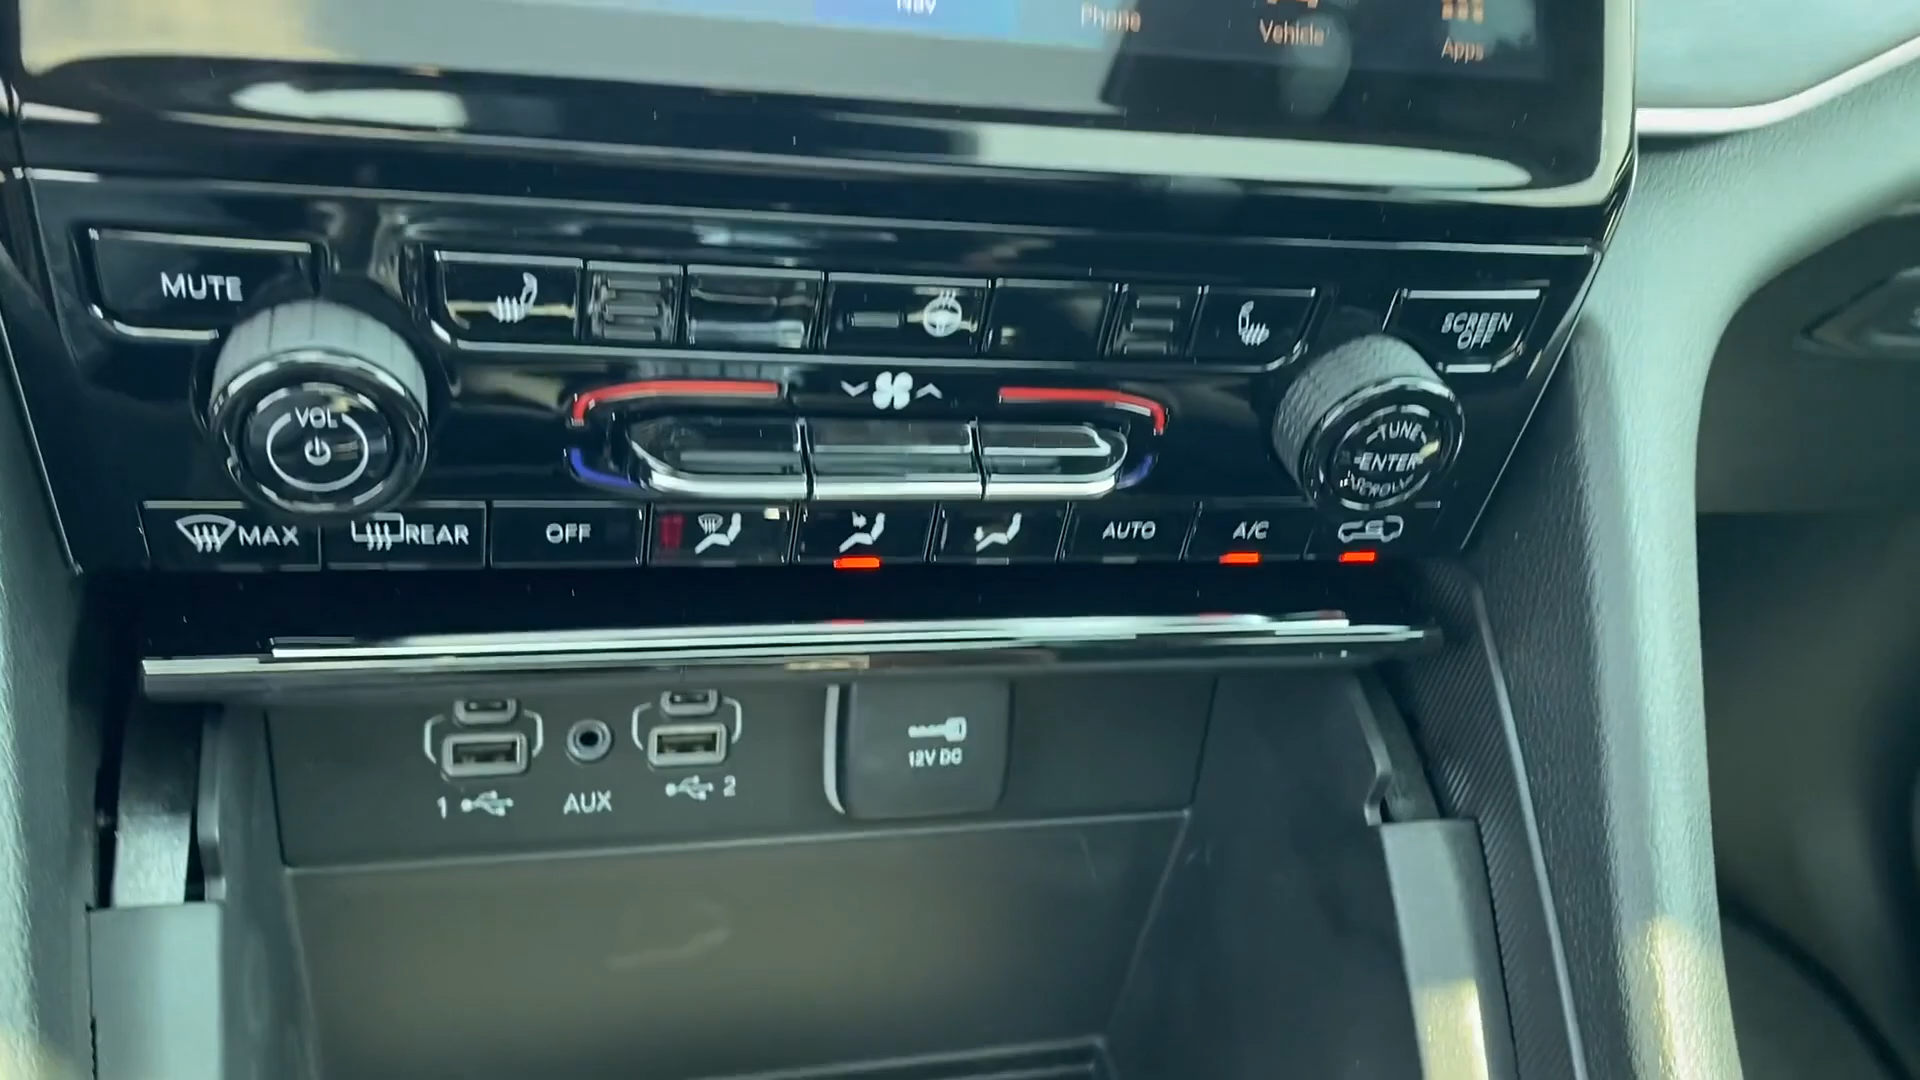 Nav
Phone
Vehicle
Apps
MUTE
SCREEN
OFF
VOL
TUNE
ENTER
SCROLL
MAX
REAR
OFF
AUTO
A/C
1
AUX
2
12V DC